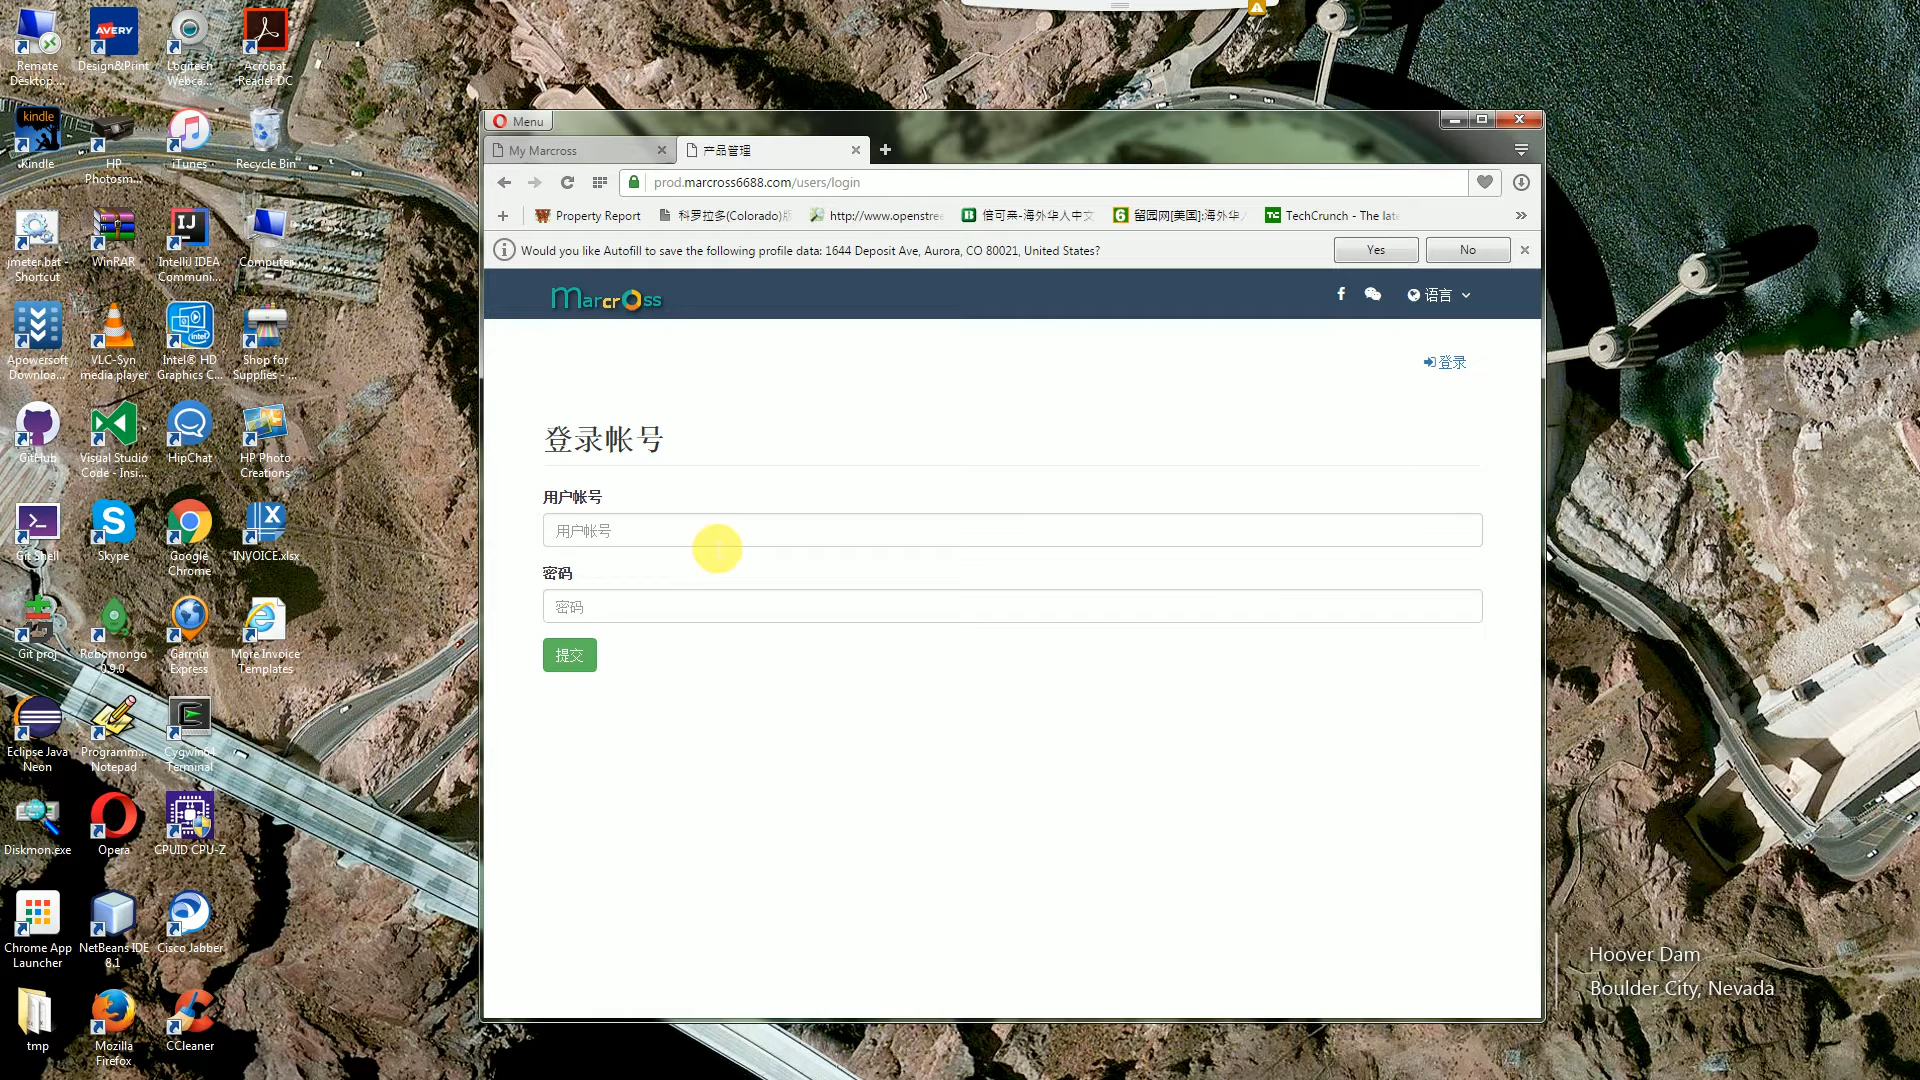 Remote
Desktop ...
Design&Print
Logitech
Webca...
Acrobat
Reader DC
kindle
Kindle
HP
Photosm...
iTunes
Recycle Bin
jmeter.bat -
Shortcut
WinRAR
IntelliJ IDEA
Communi...
Computer
Apowersoft
Downloa...
VLC-Syn
media player
Intel® HD
Graphics C...
Shop for
Supplies - ...
GitHub
Visual Studio
Code - Insi...
HipChat
HP Photo
Creations
Git Shell
Skype
Google
Chrome
INVOICE.xlsx
Git proj
Robomongo
0.9.0
Garmin
Express
More Invoice
Templates
Eclipse Java
Neon
Programm...
Notepad
Cygwin64
Terminal
Diskmon.exe
Opera
CPUID CPU-Z
Chrome App
Launcher
NetBeans IDE
8.1
Cisco Jabber
tmp
Mozilla
Firefox
CCleaner
Menu
My Marcross
产品管理
prod.marcross6688.com/users/login
Property Report
科罗拉多(Colorado)版
http://www.openstree
倍可亲-海外华人中文
留园网[美国]:海外华人
TechCrunch - The late
Would you like Autofill to save the following profile data: 1644 Deposit Ave, Aurora, CO 80021, United States?
Yes
No
marcross
语言
登录
登录帐号
用户帐号
用户帐号
密码
密码
提交
Hoover Dam
Boulder City, Nevada